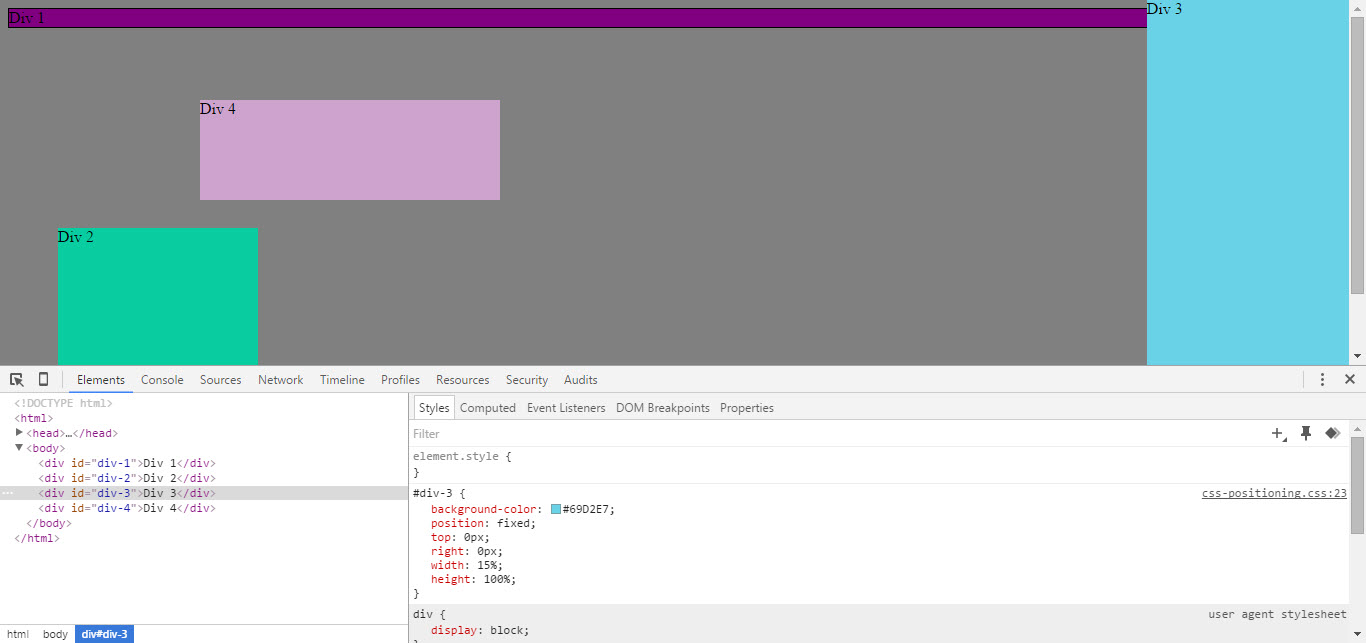 Div 1
Div 3
Div 4
Div 2
Elements Console Sources Network Timeline Profiles Resources Security Audits
<!DOCTYPE html>
<html>
<head>…</head>
<body>
<div id="div-1">Div 1</div>
<div id="div-2">Div 2</div>
<div id="div-3">Div 3</div>
<div id="div-4">Div 4</div>
</body>
</html>
html body div#div-3
Styles Computed Event Listeners DOM Breakpoints Properties
Filter
element.style {
}
#div-3 { css-positioning.css:23
background-color: #69D2E7;
position: fixed;
top: 0px;
right: 0px;
width: 15%;
height: 100%;
}
div { user agent stylesheet
display: block;